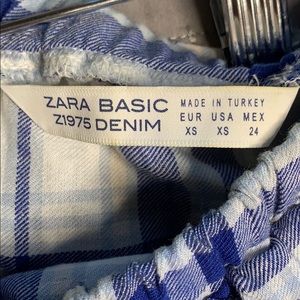 ZARA BASIC
Z1975 DENIM
MADE IN TURKEY
EUR USA MEX
XS XS 24